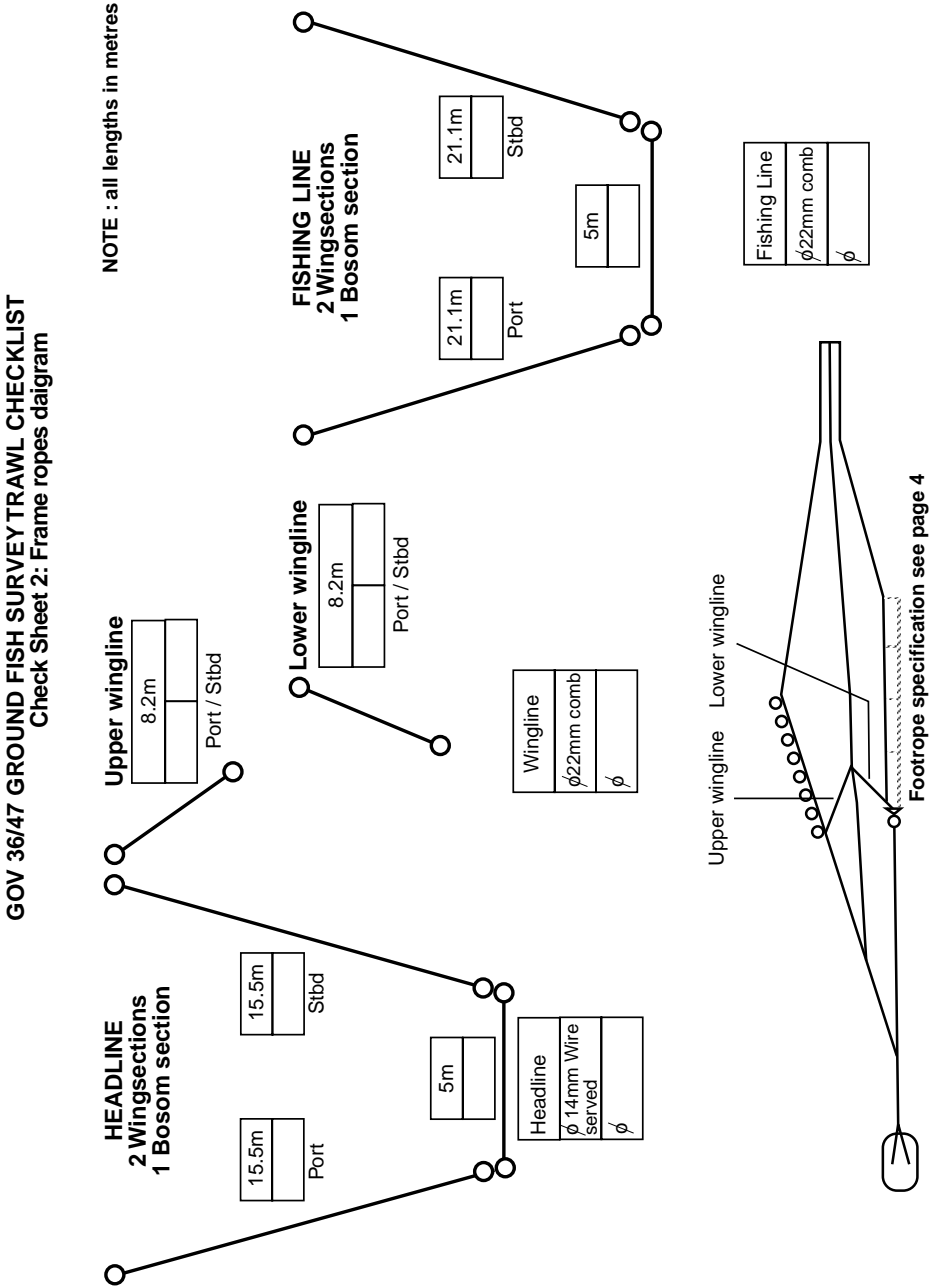 GOV 36/47 GROUND FISH SURVEY TRAWL CHECKLIST
Check Sheet 2: Frame ropes daigram
NOTE : all lengths in metres
HEADLINE
2 Wingsections
1 Bosom section
15.5m
Port
15.5m
Stbd
5m
Headline
ϕ 14mm Wire
served
ϕ
Upper wingline
8.2m
Port / Stbd
Lower wingline
8.2m
Port / Stbd
Wingline
ϕ22mm comb
ϕ
FISHING LINE
2 Wingsections
1 Bosom section
21.1m
Port
21.1m
Stbd
5m
Fishing Line
ϕ22mm comb
ϕ
Upper wingline
Lower wingline
Footrope specification see page 4